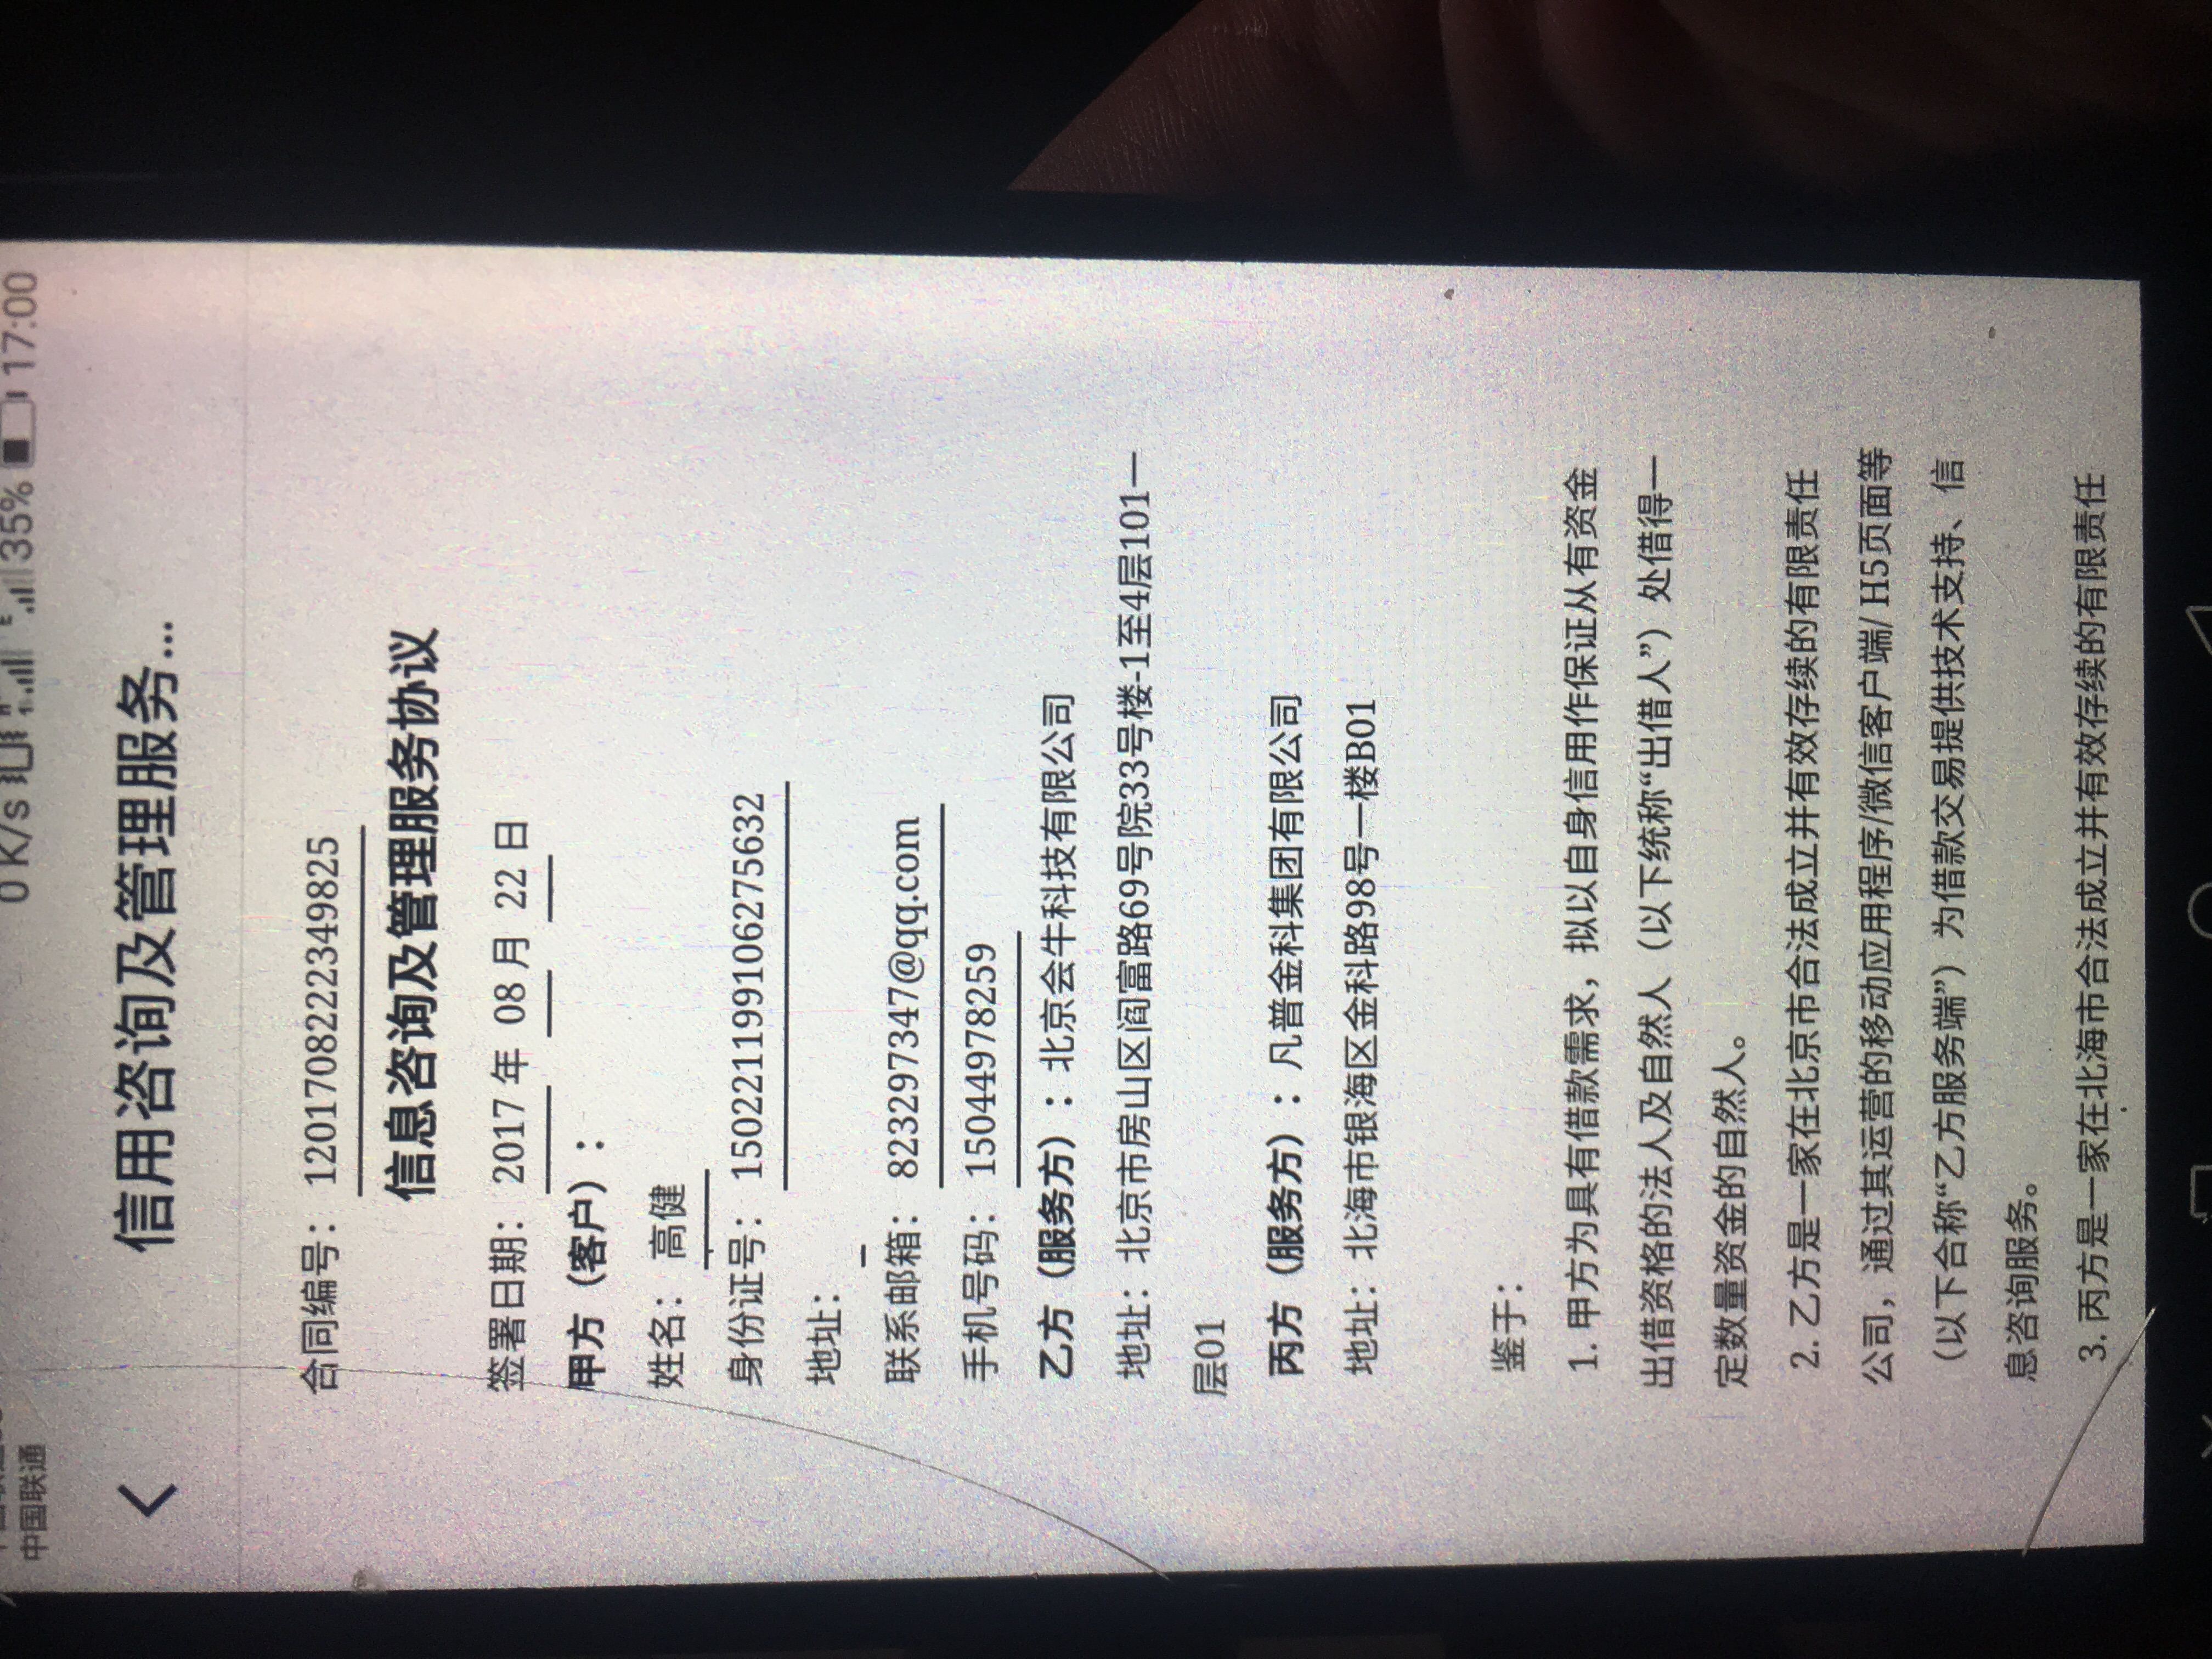 中国联通
0 K/s 35% 17:00
信用咨询及管理服务...
合同编号： 1201708222349825
信息咨询及管理服务协议
签署日期： 2017 年 08 月 22 日
甲方（客户）：
姓名： 高健
身份证号： 150221199106275632
地址：
联系邮箱： 823297347@qq.com
手机号码： 15044978259
乙方（服务方）：北京会牛科技有限公司
地址：北京市房山区阎富路69号院33号楼-1至4层101一
层01
丙方（服务方）：凡普金科集团有限公司
地址：北海市银海区金科路98号一楼B01
鉴于：
1. 甲方为具有借款需求，拟以自身信用作保证从有资金
出借资格的法人及自然人（以下统称“出借人”）处借得一
定数量资金的自然人。
2. 乙方是一家在北京市合法成立并有效存续的有限责任
公司，通过其运营的移动应用程序/微信客户端/ H5页面等
（以下合称“乙方服务端”）为借款交易提供技术支持、信
息咨询服务。
3. 丙方是一家在北海市合法成立并有效存续的有限责任